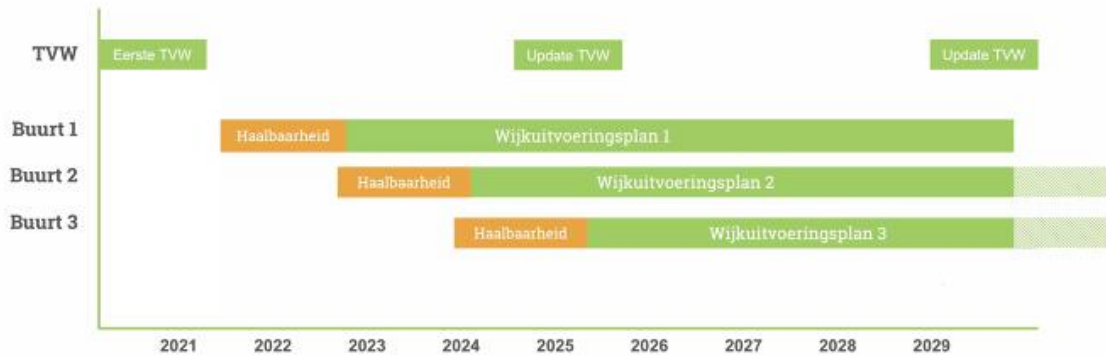 TVW Eerste TVW Update TVW Update TVW
Buurt 1 Haalbaarheid Wijkuitvoeringsplan 1
Buurt 2 Haalbaarheid Wijkuitvoeringsplan 2
Buurt 3 Haalbaarheid Wijkuitvoeringsplan 3
2021 2022 2023 2024 2025 2026 2027 2028 2029